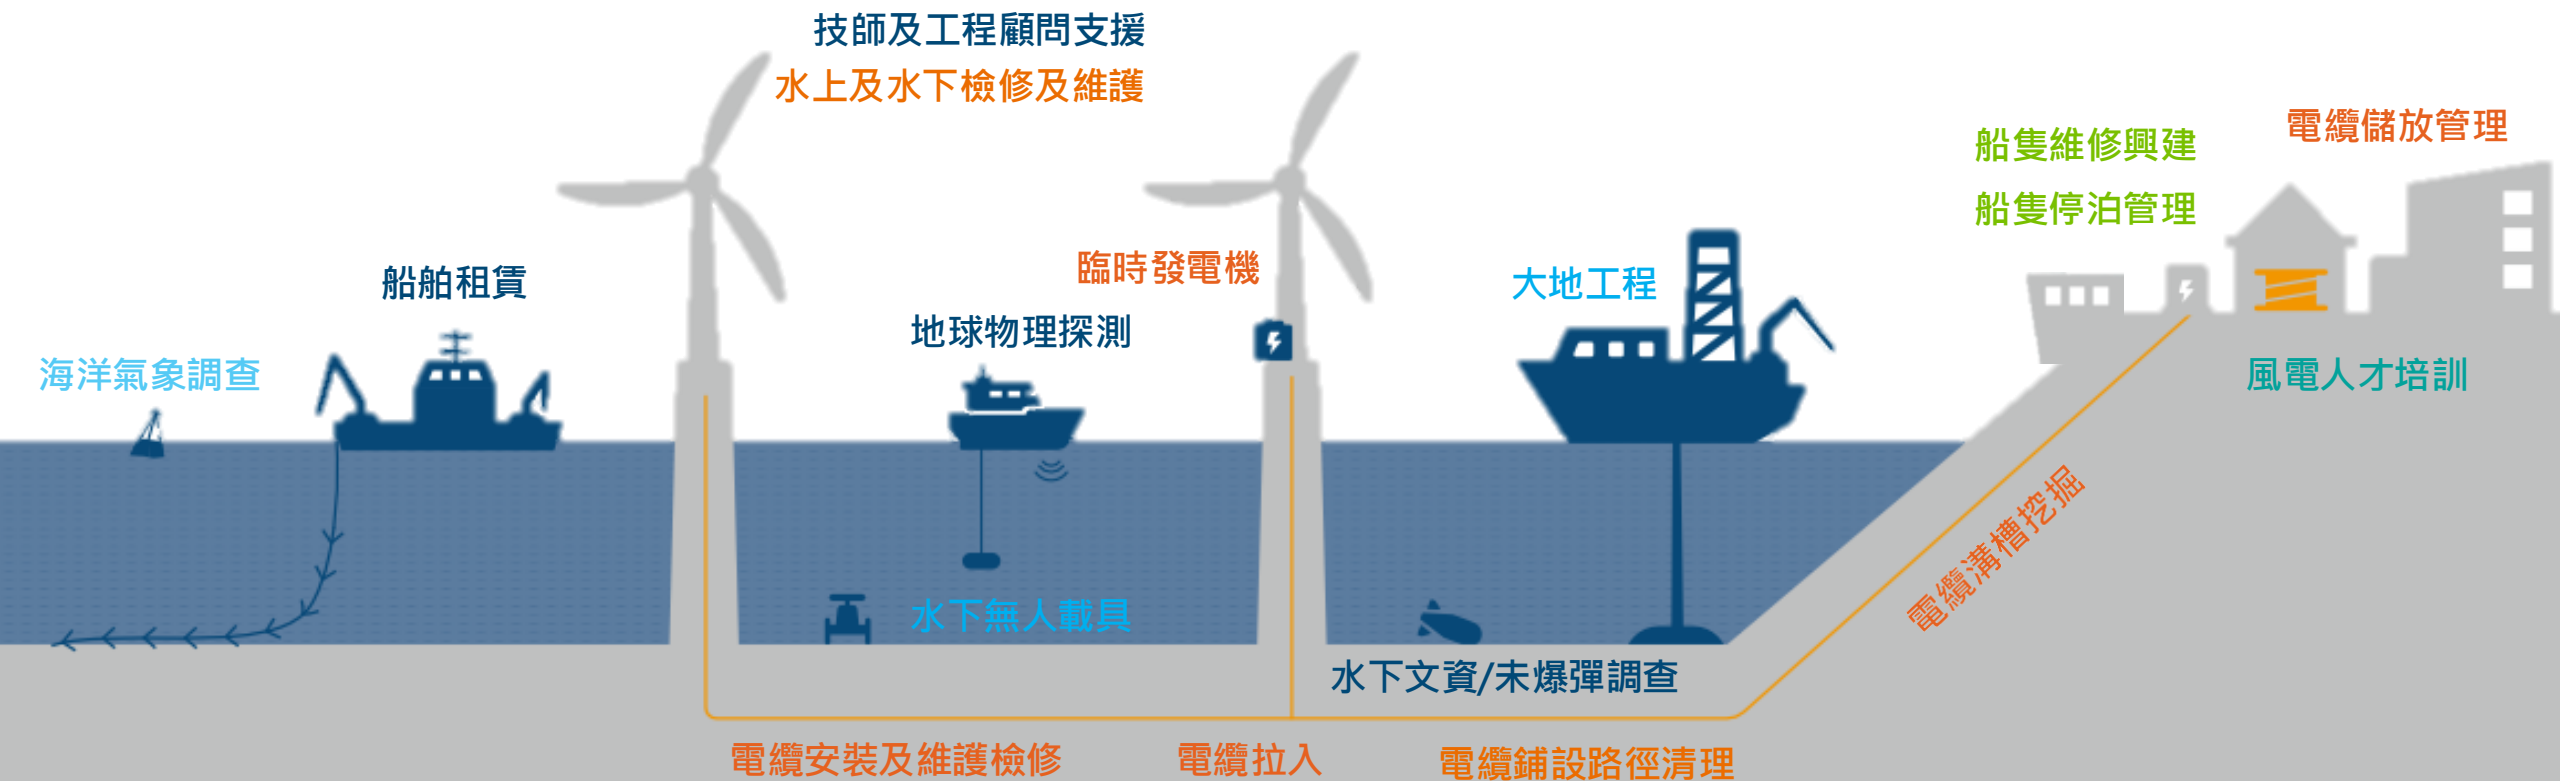 技師及工程顧問支援
水上及水下檢修及維護
電纜儲放管理
船隻維修興建
船隻停泊管理
臨時發電機
船舶租賃
大地工程
地球物理探測
海洋氣象調查
風電人才培訓
電纜溝槽挖掘
水下無人載具
水下文資/未爆彈調查
電纜安裝及維護檢修
電纜拉入
電纜鋪設路徑清理